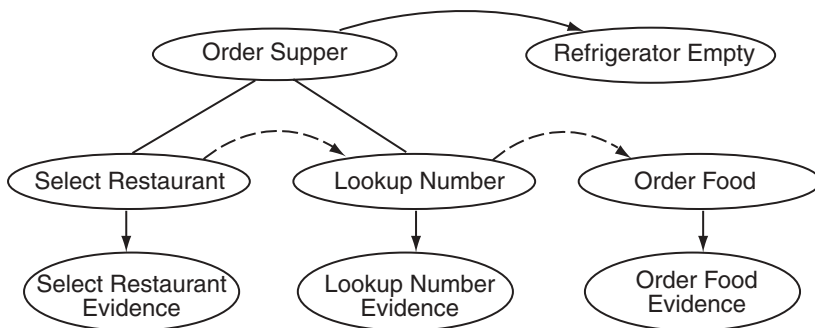 Order Supper
Refrigerator Empty
Select Restaurant
Lookup Number
Order Food
Select Restaurant
Evidence
Lookup Number
Evidence
Order Food
Evidence